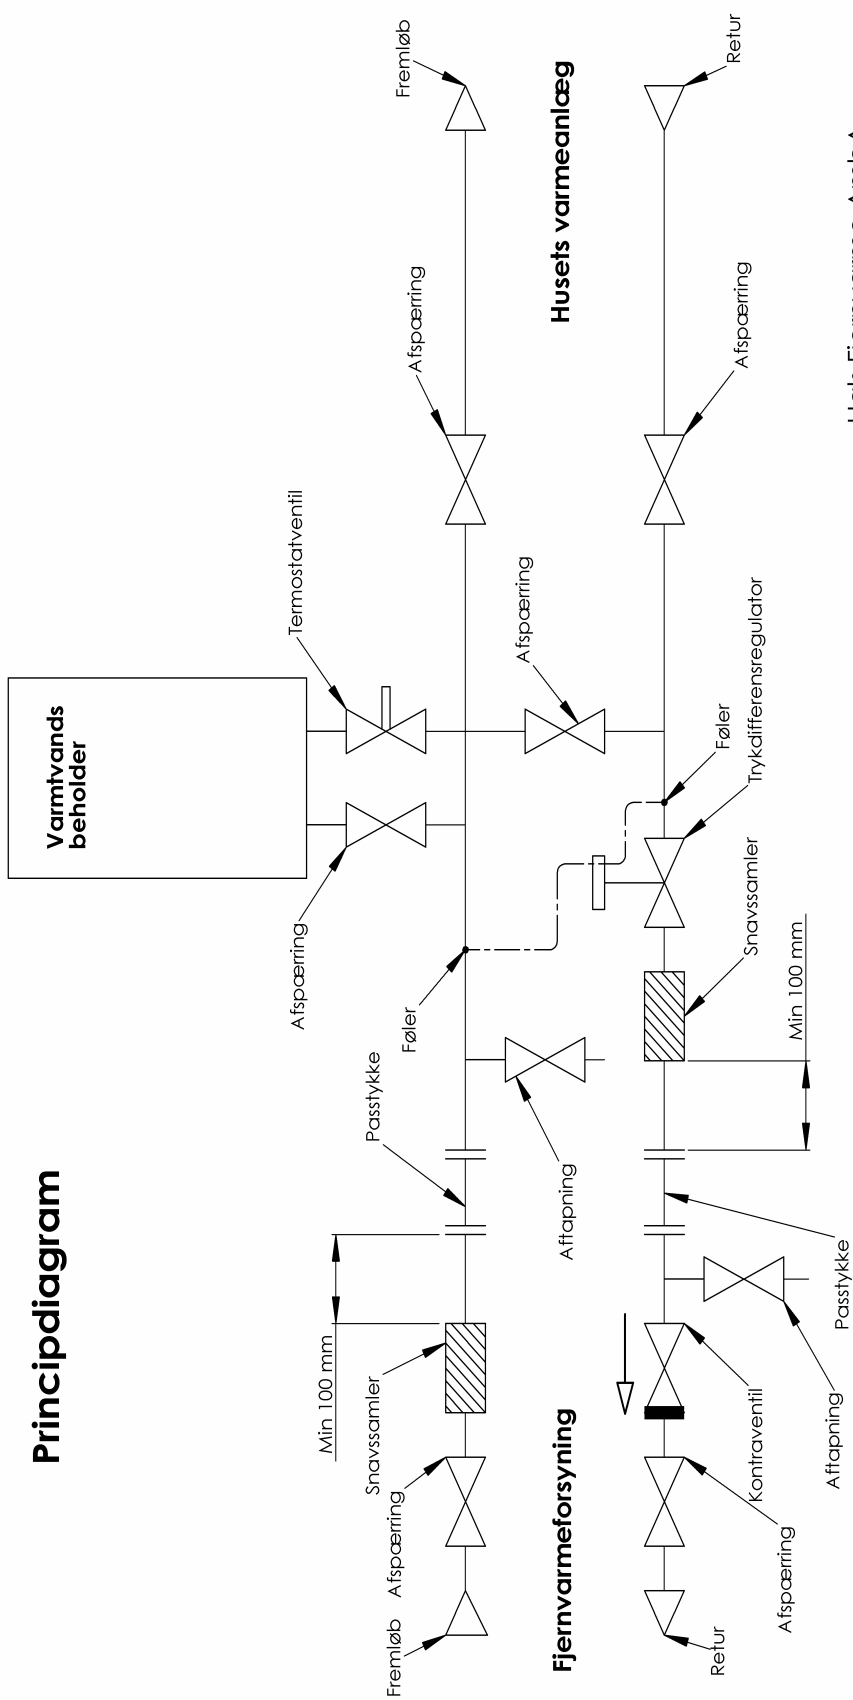 Principdiagram
Varmtvands
beholder
Afspærring
Termostatventil
Min 100 mm
Snavssamler
Afspærring
Fremløb
Passtykke
Føler
Afspærring
Fremløb
Aftapning
Afspærring
Fjernvarmeforsyning
Husets varmeanlæg
Retur
Afspærring
Kontraventil
Aftapning
Passtykke
Min 100 mm
Snavssamler
Trykdifferensregulator
Føler
Afspærring
Retur